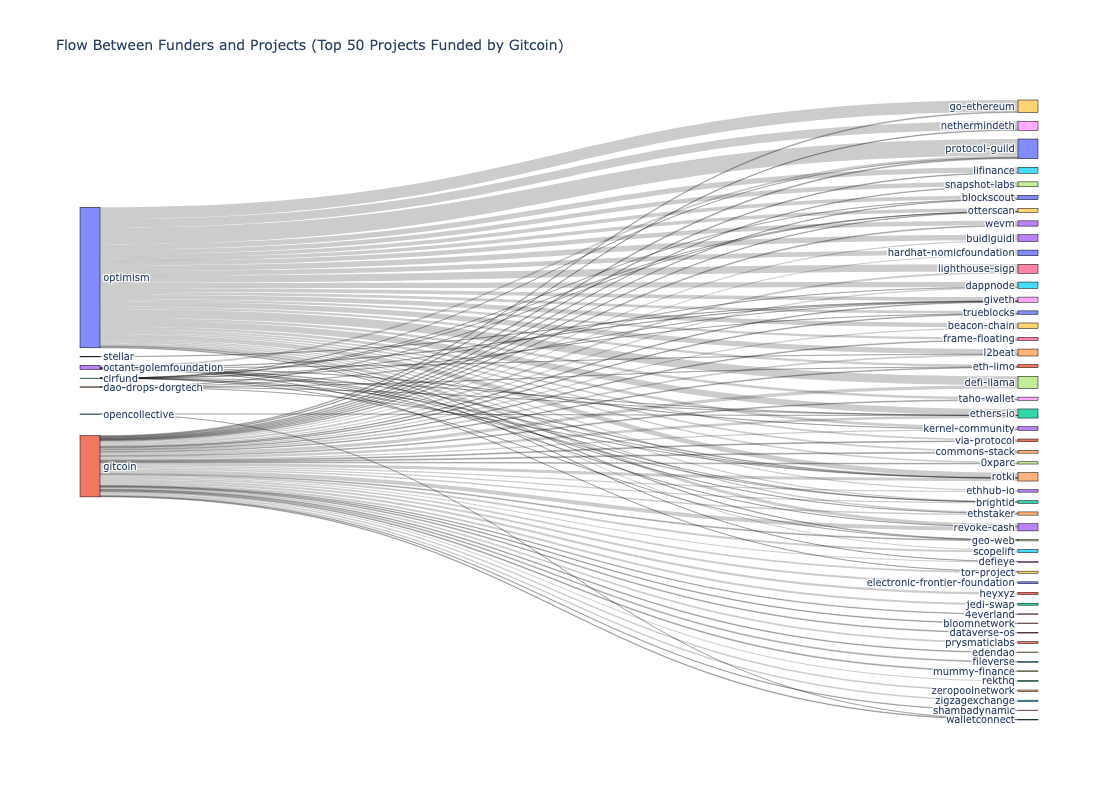 Flow Between Funders and Projects (Top 50 Projects Funded by Gitcoin)
optimism
stellar
octant-golemfoundation
clrfund
dao-drops-dorgtech
opencollective
gitcoin
go-ethereum
nethermindeth
protocol-guild
lifinance
snapshot-labs
blockscout
otterscan
wevm
buidlguidl
hardhat-nomicfoundation
lighthouse-sigp
dappnode
giveth
trueblocks
beacon-chain
frame-floating
l2beat
eth-limo
defi-llama
taho-wallet
ethers-io
kernel-community
via-protocol
commons-stack
0xparc
rotki
ethhub-io
brightid
ethstaker
revoke-cash
geo-web
scopelift
defieye
tor-project
electronic-frontier-foundation
heyxyz
jedi-swap
4everland
bloomnetwork
dataverse-os
prysmaticlabs
edendao
fileverse
mummy-finance
rekthq
zeropoolnetwork
zigzagexchange
shambadynamic
walletconnect